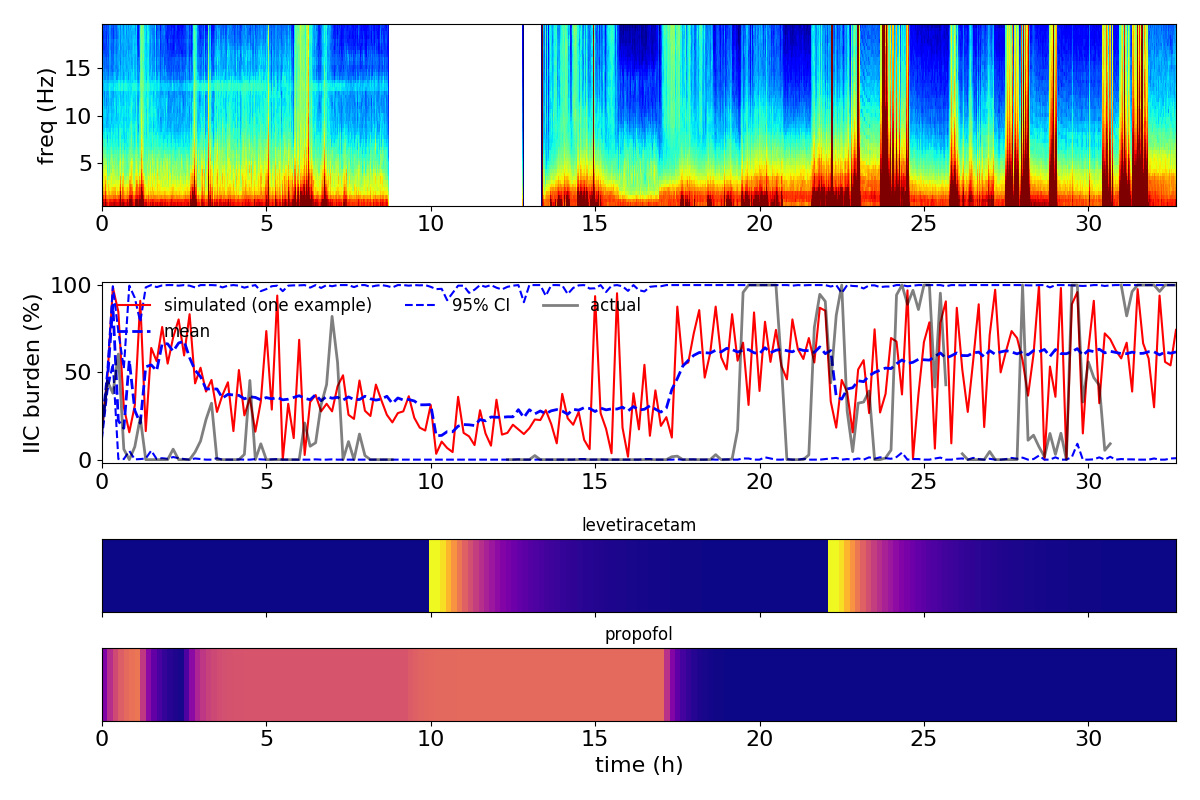 freq (Hz)
15
10
5
0 5 10 15 20 25 30
IIC burden (%)
100
50
0
simulated (one example) 95% CI actual
mean
0 5 10 15 20 25 30
levetiracetam
propofol
0 5 10 15 20 25 30
time (h)